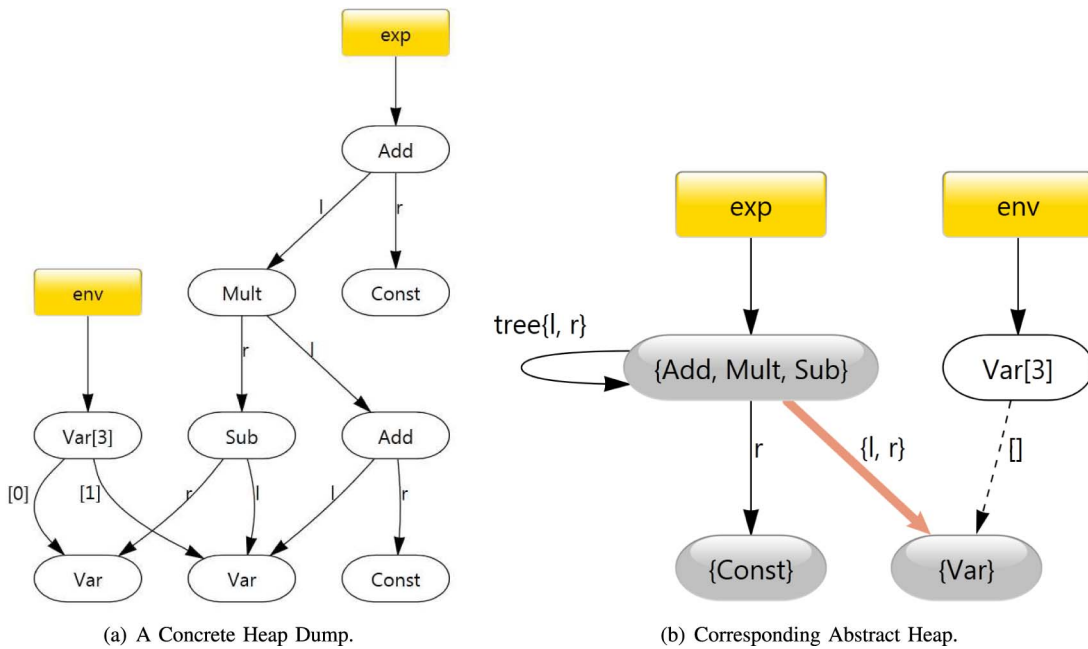 exp
Add
l
r
env
Mult
Const
r
l
Var[3]
Sub
Add
[0]
[1]
r
l
l
r
Var
Var
Const
(a) A Concrete Heap Dump.
exp
env
tree{l, r}
{Add, Mult, Sub}
Var[3]
r
{l, r}
[]
{Const}
{Var}
(b) Corresponding Abstract Heap.